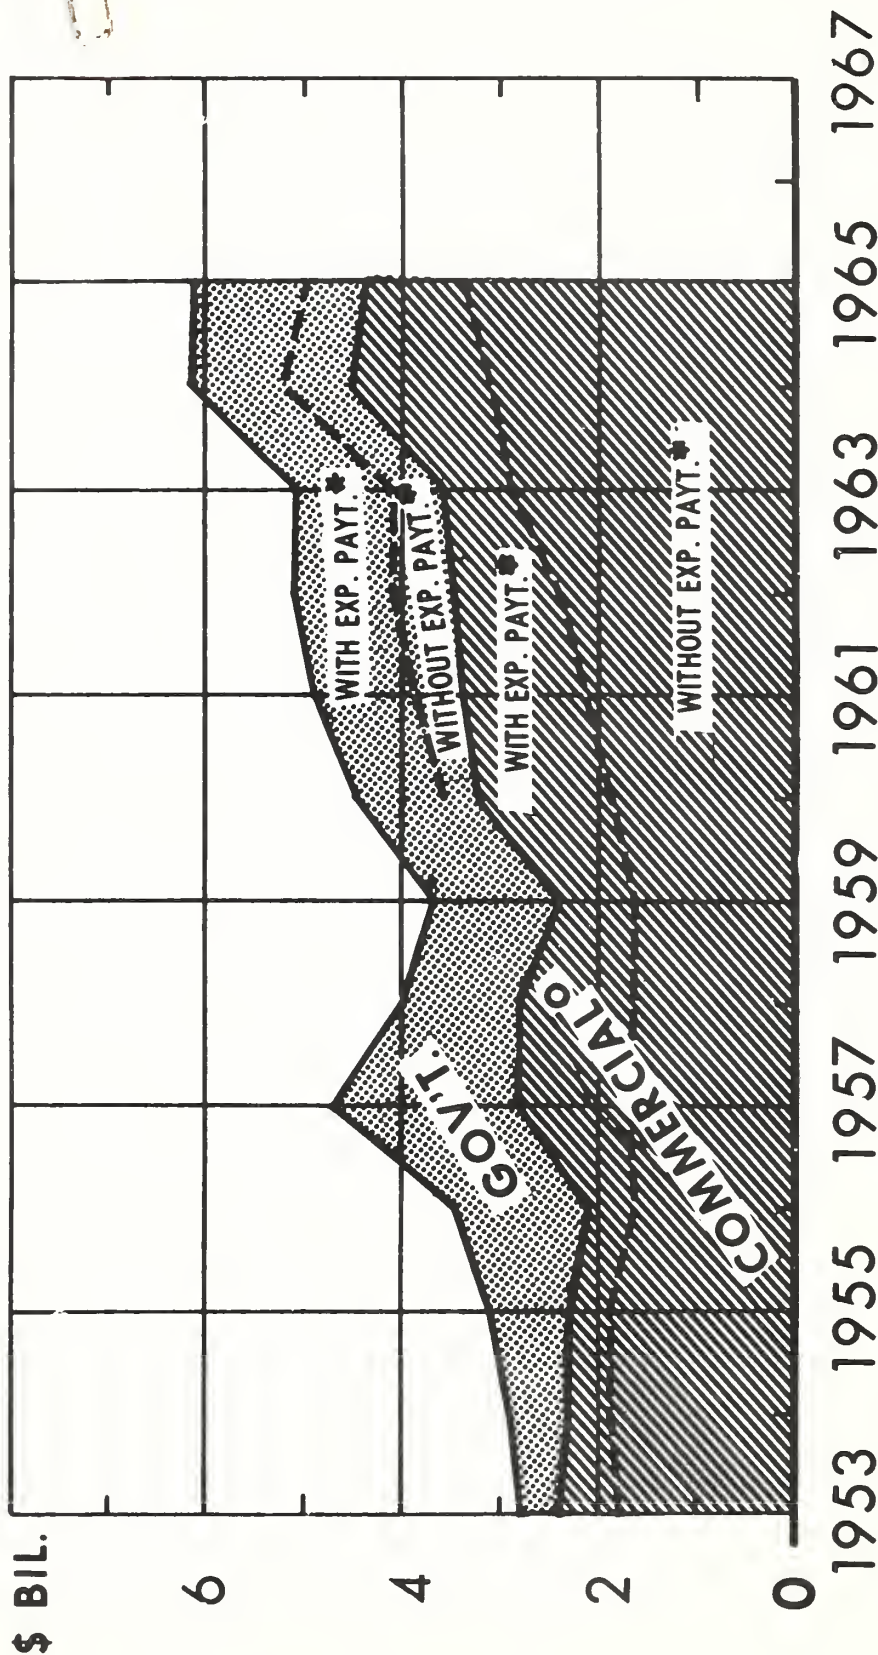 $ BIL.
6
4
2
0
WITH EXP. PAYT.*
WITHOUT EXP. PAYT.*
GOV'T.
WITH EXP. PAYT.*
COMMERCIAL°
WITHOUT EXP. PAYT.*
1953 1955 1957 1959 1961 1963 1965 1967